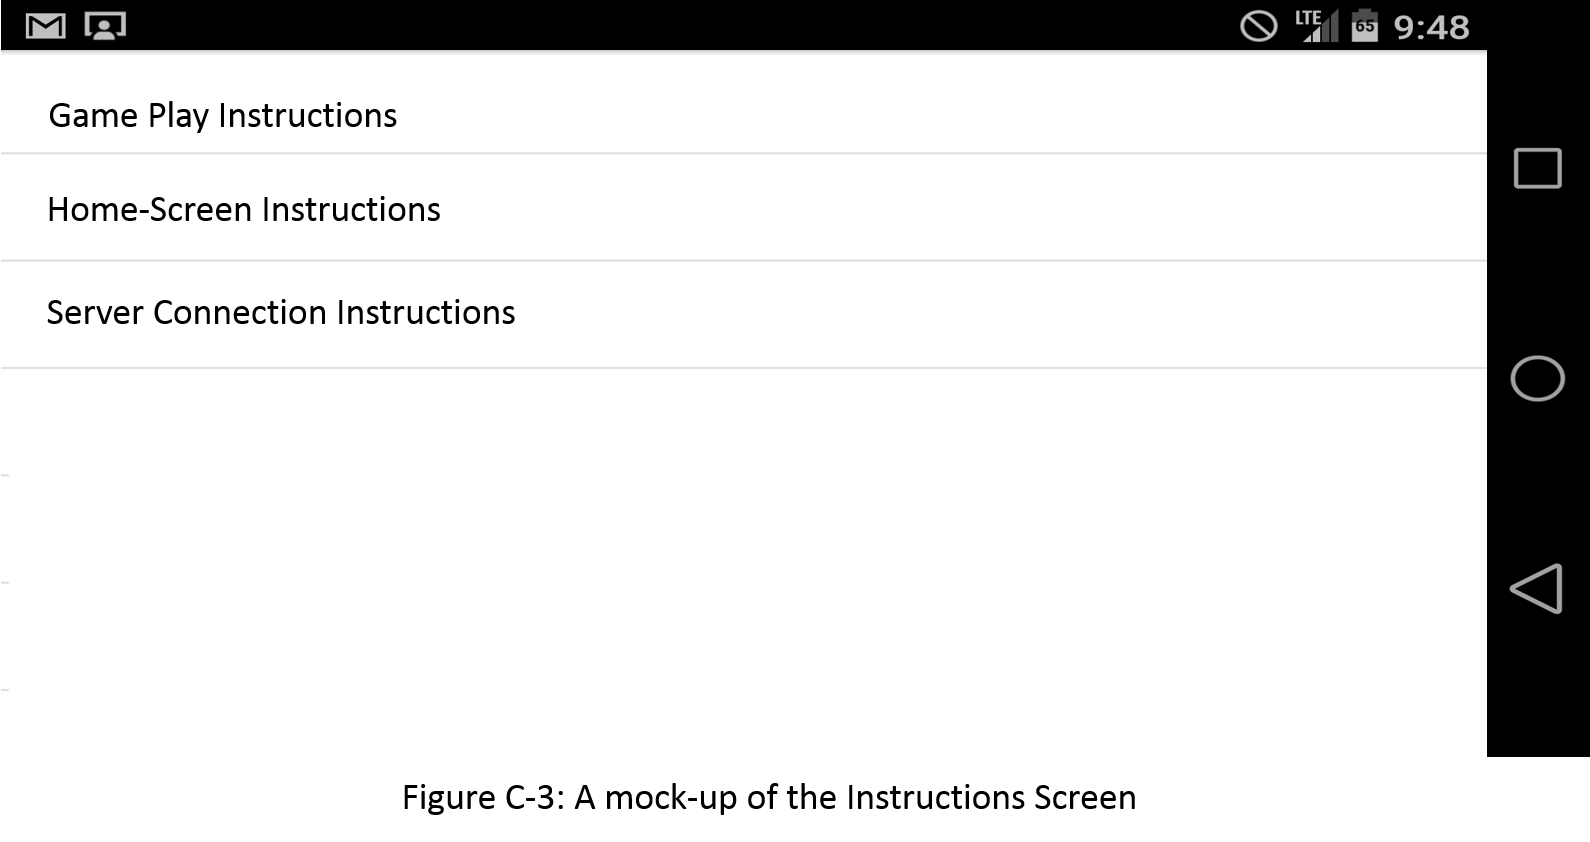 LTE 65 9:48
Game Play Instructions
Home-Screen Instructions
Server Connection Instructions
Figure C-3: A mock-up of the Instructions Screen